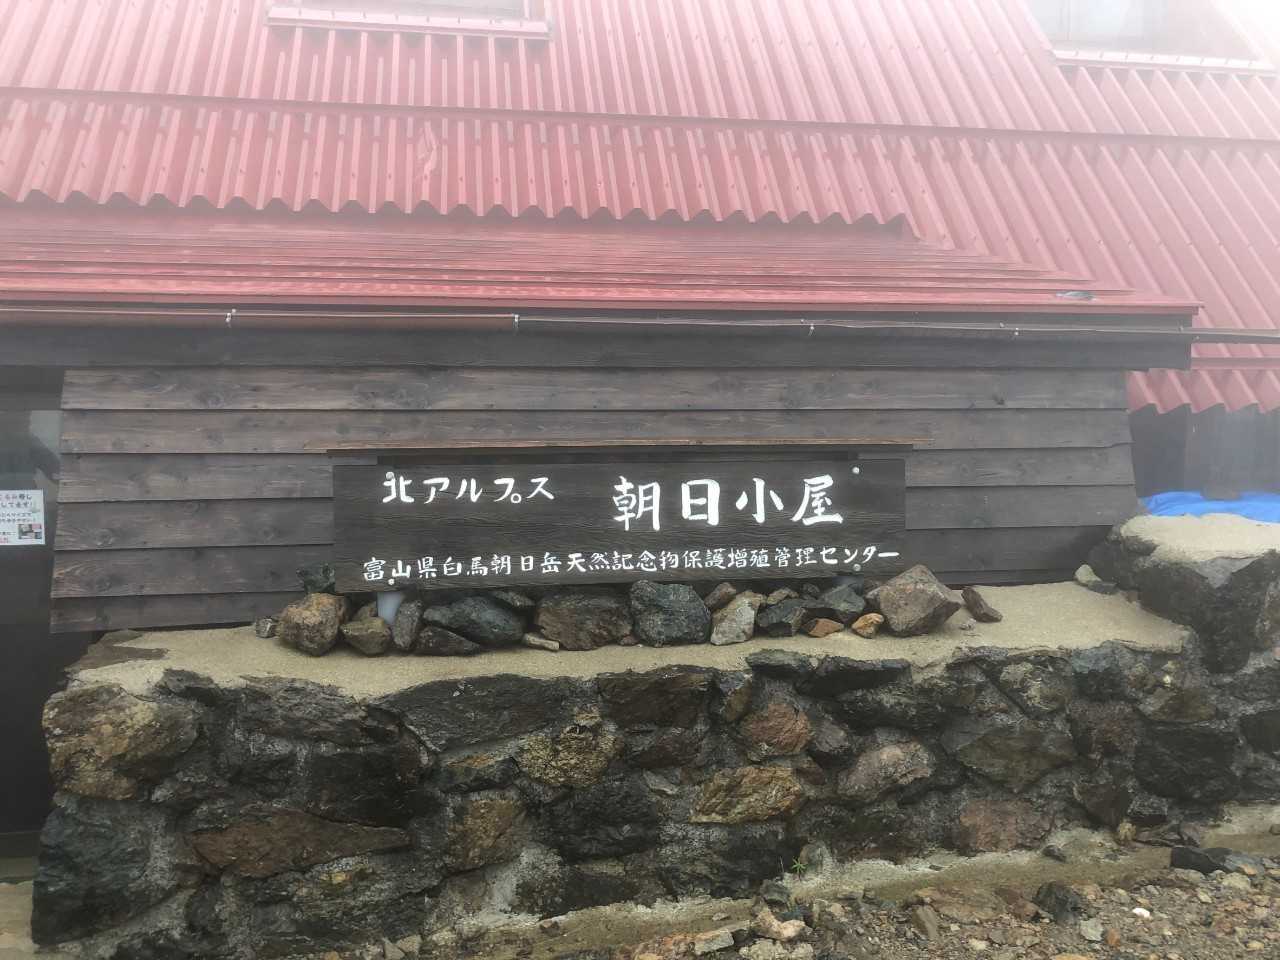 北アルプス 朝日小屋
富山県白馬朝日岳天然記念物保護増殖管理センター